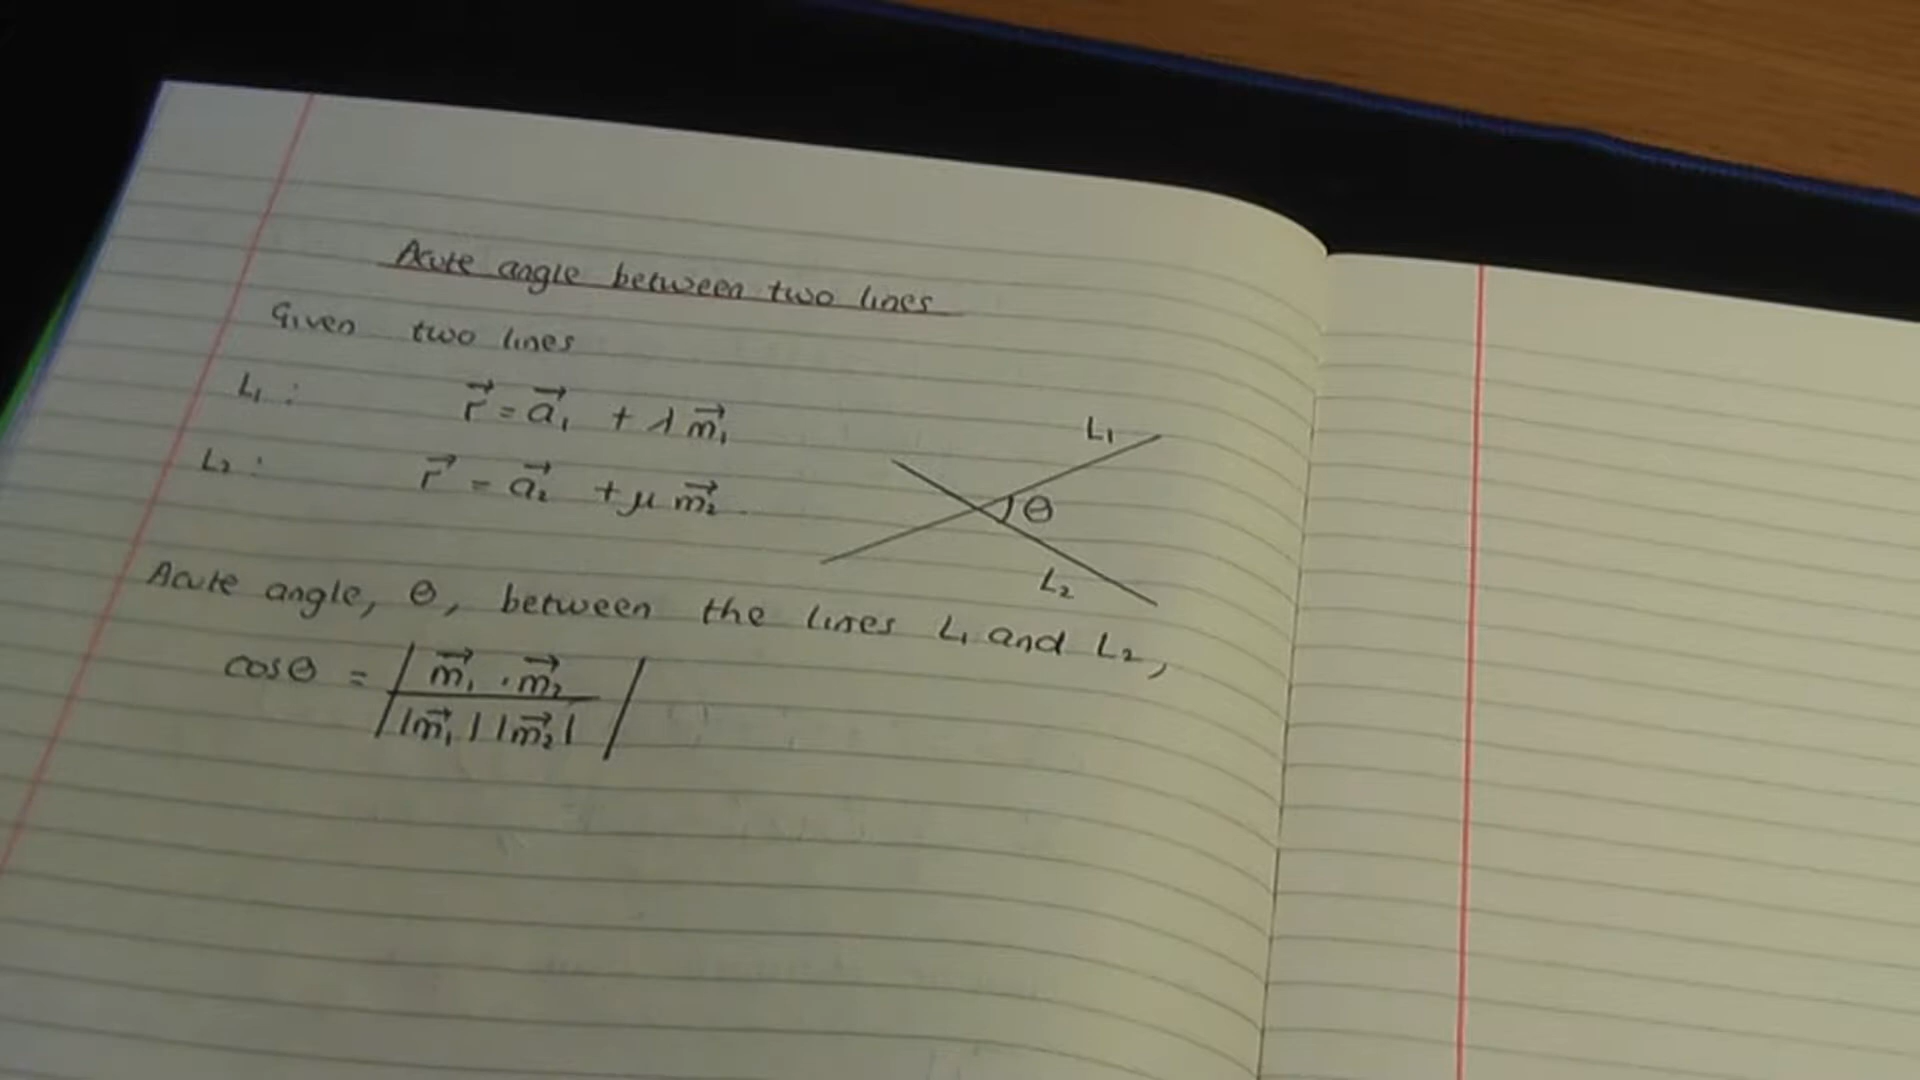 Acute angle between two lines
Given two lines
L₁ : r⃗ = a⃗₁ + λ m⃗₁
L₂ : r⃗ = a⃗₂ + μ m⃗₂
L₁
θ
L₂
Acute angle, θ, between the lines L₁ and L₂,
cosθ = | m⃗₁ · m⃗₂ / |m⃗₁| |m⃗₂| |